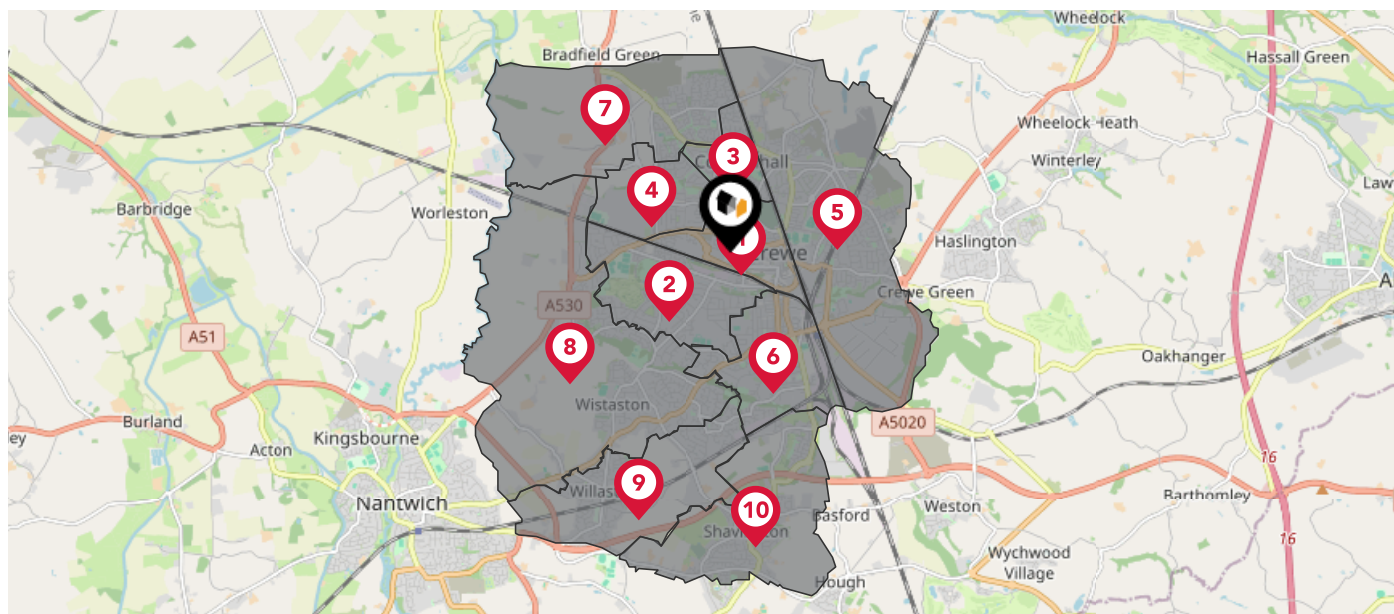 Wheelock
Bradfield Green
Hassall Green
7
Wheelock Heath
3
Winterley
4
Barbridge
Worleston
5
1
Haslington
Crewe
2
Crewe Green
A530
A51
8
6
Oakhanger
Wistaston
Burland
A5020
Kingsbourne
Acton
16
9
Nantwich
10
Barthomley
Weston
Basford
Wychwood
Village
16
Hough